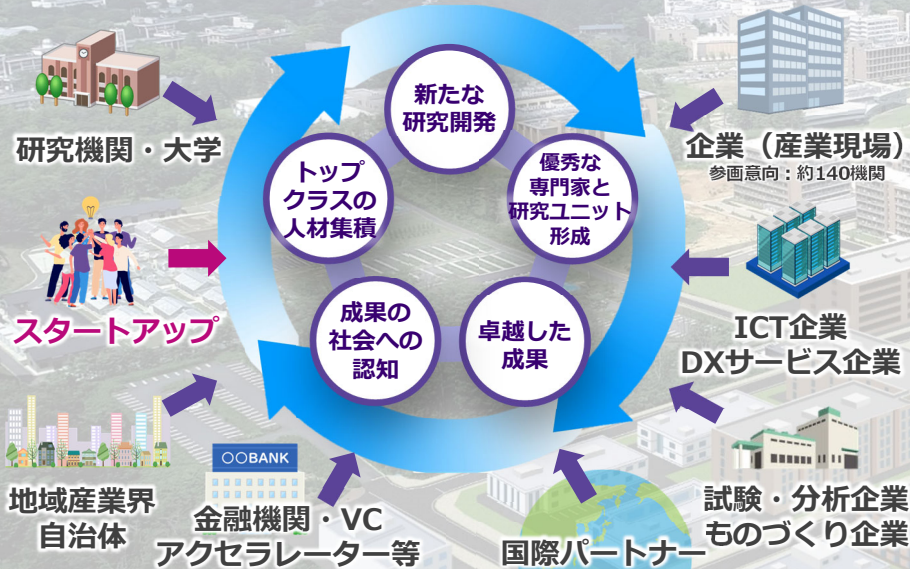 新たな
研究開発
優秀な
専門家と
研究ユニット
形成
卓越した
成果
成果の
社会への
認知
トップ
クラスの
人材集積
研究機関・大学
スタートアップ
地域産業界
自治体
○○BANK
金融機関・VC
アクセラレーター等
国際パートナー
試験・分析企業
ものづくり企業
ICT企業
DXサービス企業
企業（産業現場）
参画意向：約140機関